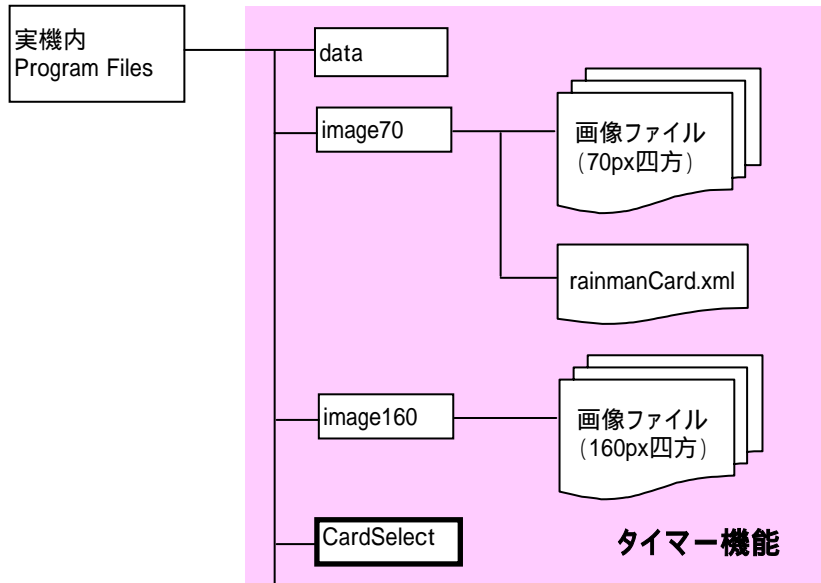 実機内
Program Files
data
image70
画像ファイル
（70px四方）
rainmanCard.xml
image160
画像ファイル
（160px四方）
CardSelect
タイマー機能